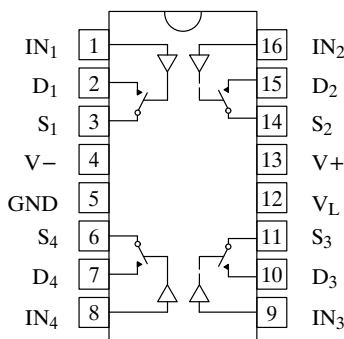 IN₁ 1 16 IN₂
D₁ 2 15 D₂
S₁ 3 14 S₂
V− 4 13 V+
GND 5 12 V_L
S₄ 6 11 S₃
D₄ 7 10 D₃
IN₄ 8 9 IN₃